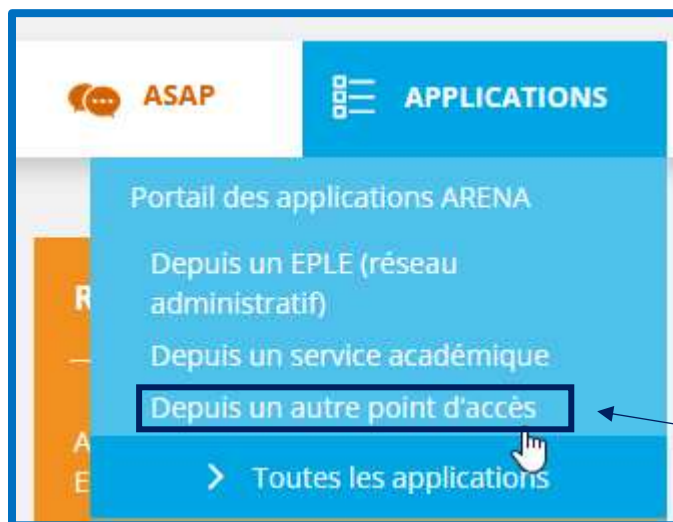 ASAP
APPLICATIONS
Portail des applications ARENA
Depuis un EPLE (réseau
administratif)
Depuis un service académique
Depuis un autre point d'accès
Toutes les applications
R
A
E